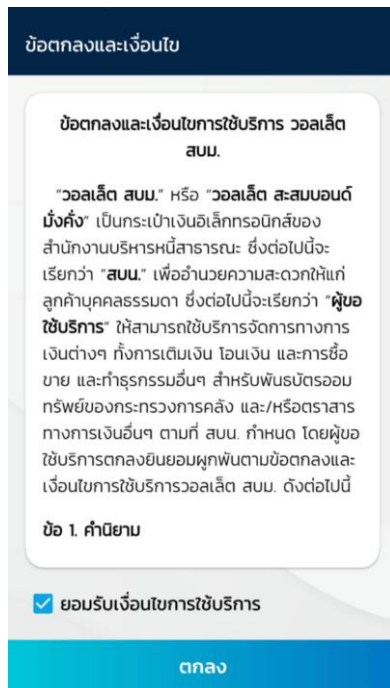 ข้อตกลงและเงื่อนไข
ข้อตกลงและเงื่อนไขการใช้บริการ วอลเล็ต
สบม.
“วอลเล็ต สบม.” หรือ “วอลเล็ต สะสมบอนด์
มั่งคั่ง” เป็นกระเป๋าเงินอิเล็กทรอนิกส์ของ
สำนักงานบริหารหนี้สาธารณะ ซึ่งต่อไปนี้จะ
เรียกว่า “สบน.” เพื่ออำนวยความสะดวกให้แก่
ลูกค้าบุคคลธรรมดา ซึ่งต่อไปนี้จะเรียกว่า “ผู้ขอ
ใช้บริการ” ให้สามารถใช้บริการจัดการทางการ
เงินต่างๆ ทั้งการเติมเงิน โอนเงิน และการซื้อ
ขาย และทำธุรกรรมอื่นๆ สำหรับพันธบัตรออม
ทรัพย์ของกระทรวงการคลัง และ/หรือตราสาร
ทางการเงินอื่นๆ ตามที่ สบน. กำหนด โดยผู้ขอ
ใช้บริการตกลงยินยอมผูกพันตามข้อตกลงและ
เงื่อนไขการใช้บริการวอลเล็ต สบม. ดังต่อไปนี้
ข้อ 1. คำนิยาม
ยอมรับเงื่อนไขการใช้บริการ
ตกลง